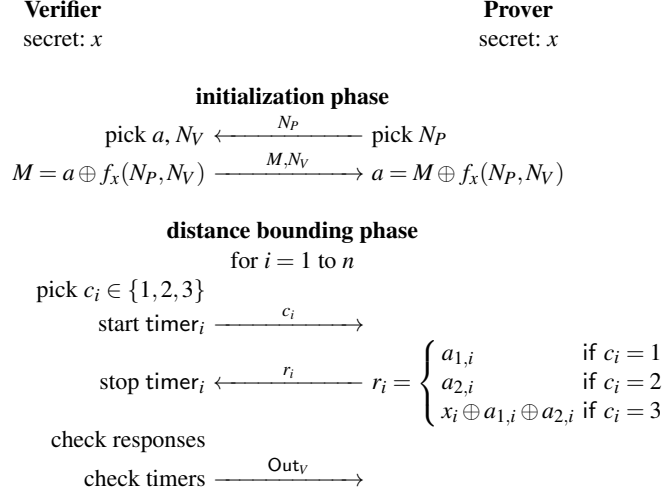 Verifier Prover
secret: x secret: x
initialization phase
pick a, N_V ← N_P pick N_P
M = a ⊕ f_x(N_P, N_V) M,N_V → a = M ⊕ f_x(N_P, N_V)
distance bounding phase
for i = 1 to n
pick c_i ∈ {1,2,3}
start timer_i c_i →
stop timer_i ← r_i r_i = { a_{1,i} if c_i = 1
a_{2,i} if c_i = 2
x_i ⊕ a_{1,i} ⊕ a_{2,i} if c_i = 3
check responses
check timers Out_V →